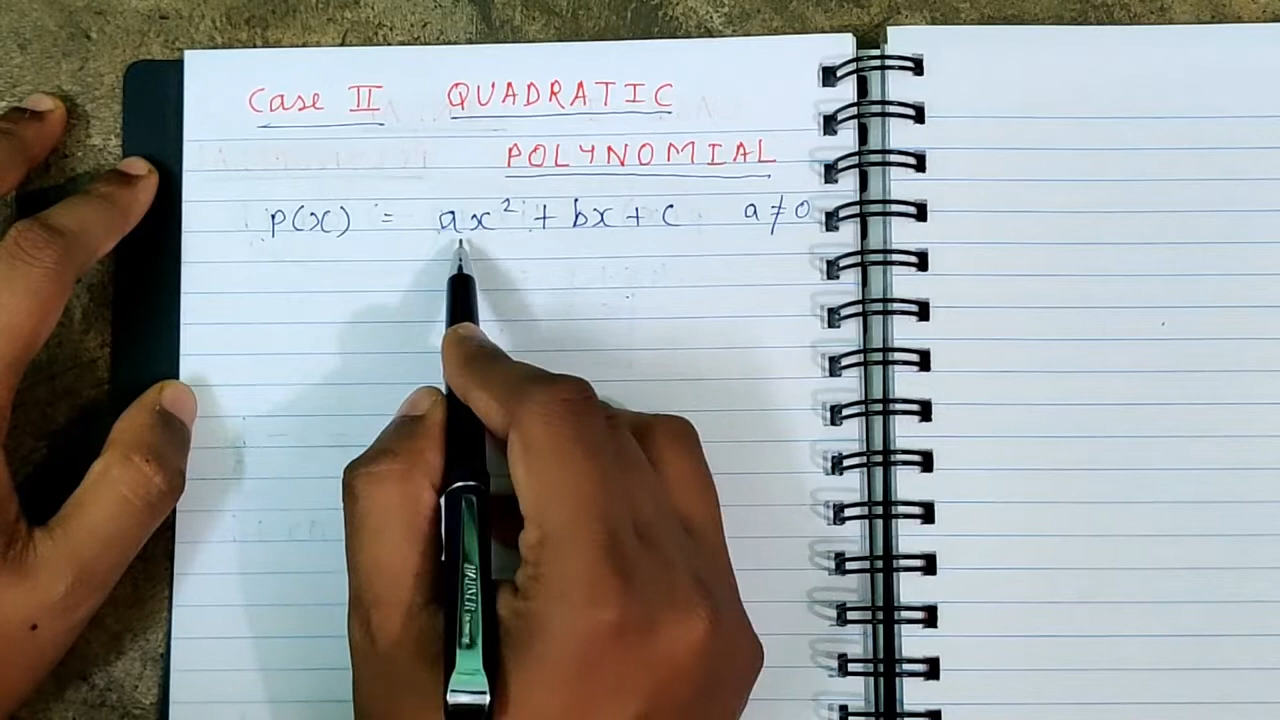 Case II QUADRATIC
POLYNOMIAL
p(x) = ax² + bx + c a ≠ 0